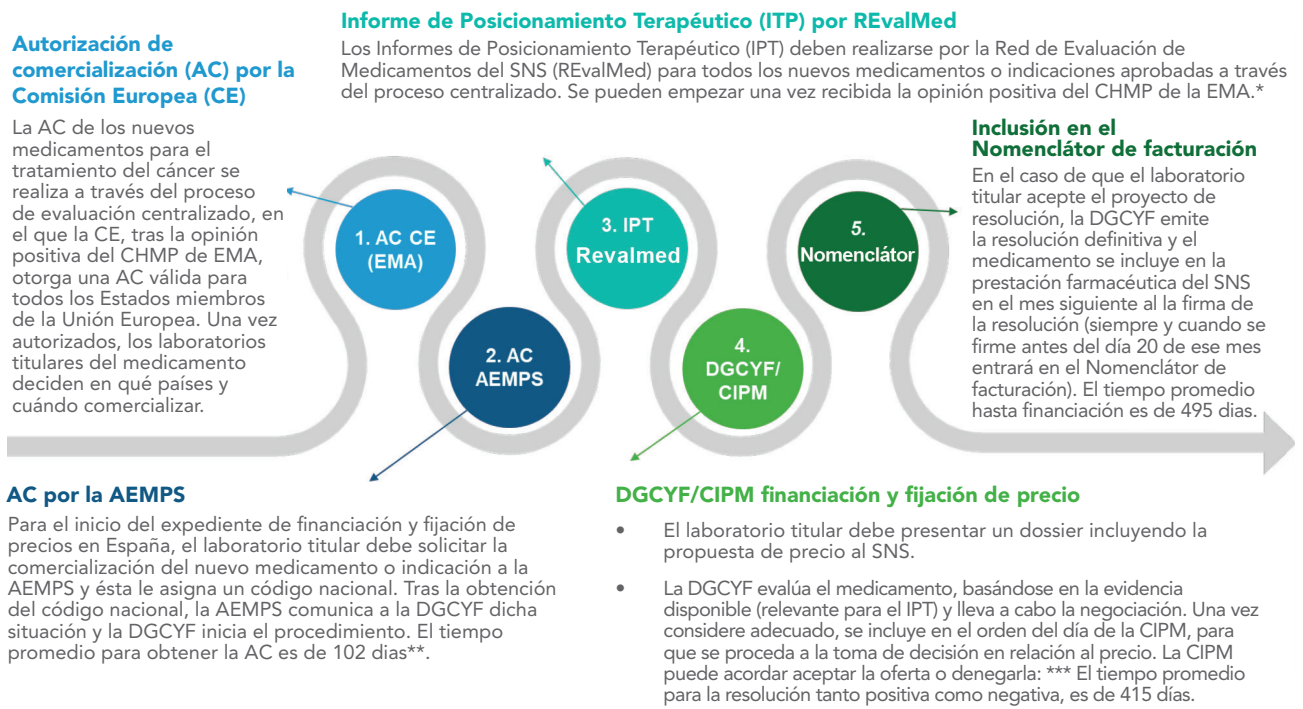 Informe de Posicionamiento Terapéutico (ITP) por REvalMed
Los Informes de Posicionamiento Terapéutico (IPT) deben realizarse por la Red de Evaluación de
Medicamentos del SNS (REvalMed) para todos los nuevos medicamentos o indicaciones aprobadas a través
del proceso centralizado. Se pueden empezar una vez recibida la opinión positiva del CHMP de la EMA.*
Autorización de
comercialización (AC) por la
Comisión Europea (CE)
La AC de los nuevos
medicamentos para el
tratamiento del cáncer se
realiza a través del proceso
de evaluación centralizado, en
el que la CE, tras la opinión
positiva del CHMP de EMA,
otorga una AC válida para
todos los Estados miembros
de la Unión Europea. Una vez
autorizados, los laboratorios
titulares del medicamento
deciden en qué países y
cuándo comercializar.
1. AC CE
(EMA)
2. AC
AEMPS
3. IPT
Revalmed
4.
DGCYF/
CIPM
5.
Nomenclátor
Inclusión en el
Nomenclátor de facturación
En el caso de que el laboratorio
titular acepte el proyecto de
resolución, la DGCYF emite
la resolución definitiva y el
medicamento se incluye en la
prestación farmacéutica del SNS
en el mes siguiente al la firma de
la resolución (siempre y cuando se
firme antes del día 20 de ese mes
entrará en el Nomenclátor de
facturación). El tiempo promedio
hasta financiación es de 495 dias.
AC por la AEMPS
Para el inicio del expediente de financiación y fijación de
precios en España, el laboratorio titular debe solicitar la
comercialización del nuevo medicamento o indicación a la
AEMPS y ésta le asigna un código nacional. Tras la obtención
del código nacional, la AEMPS comunica a la DGCYF dicha
situación y la DGCYF inicia el procedimiento. El tiempo
promedio para obtener la AC es de 102 dias**.
DGCYF/CIPM financiación y fijación de precio
• El laboratorio titular debe presentar un dossier incluyendo la
propuesta de precio al SNS.
• La DGCYF evalúa el medicamento, basándose en la evidencia
disponible (relevante para el IPT) y lleva a cabo la negociación. Una vez
considere adecuado, se incluye en el orden del día de la CIPM, para
que se proceda a la toma de decisión en relación al precio. La CIPM
puede acordar aceptar la oferta o denegarla: *** El tiempo promedio
para la resolución tanto positiva como negativa, es de 415 días.